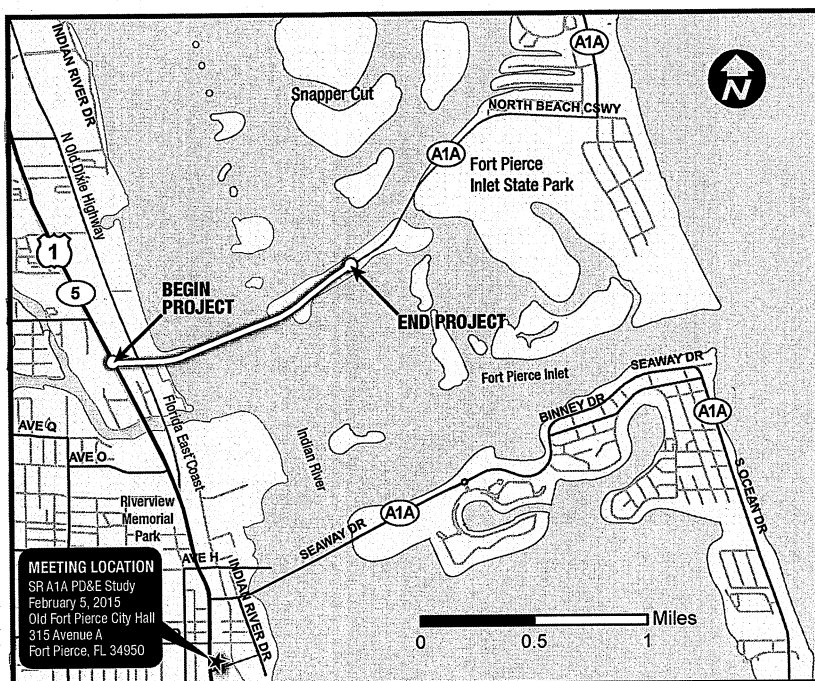 A1A
INDIAN RIVER DR
N
Snapper Cut
NORTH BEACH CSWY
N Old Dixie Highway
A1A
Fort Pierce
Inlet State Park
1
5
BEGIN
PROJECT
END PROJECT
SEAWAY DR
Fort Pierce Inlet
BINNEY DR
A1A
Florida East Coast
AVE Q
AVE O
Indian River
S OCEAN DR
Riverview
Memorial
Park
A1A
SEAWAY DR
AVE H
INDIAN RIVER DR
MEETING LOCATION
SR A1A PD&E Study
February 5, 2015
Old Fort Pierce City Hall
315 Avenue A
Fort Pierce, FL 34950
Miles
0 0.5 1